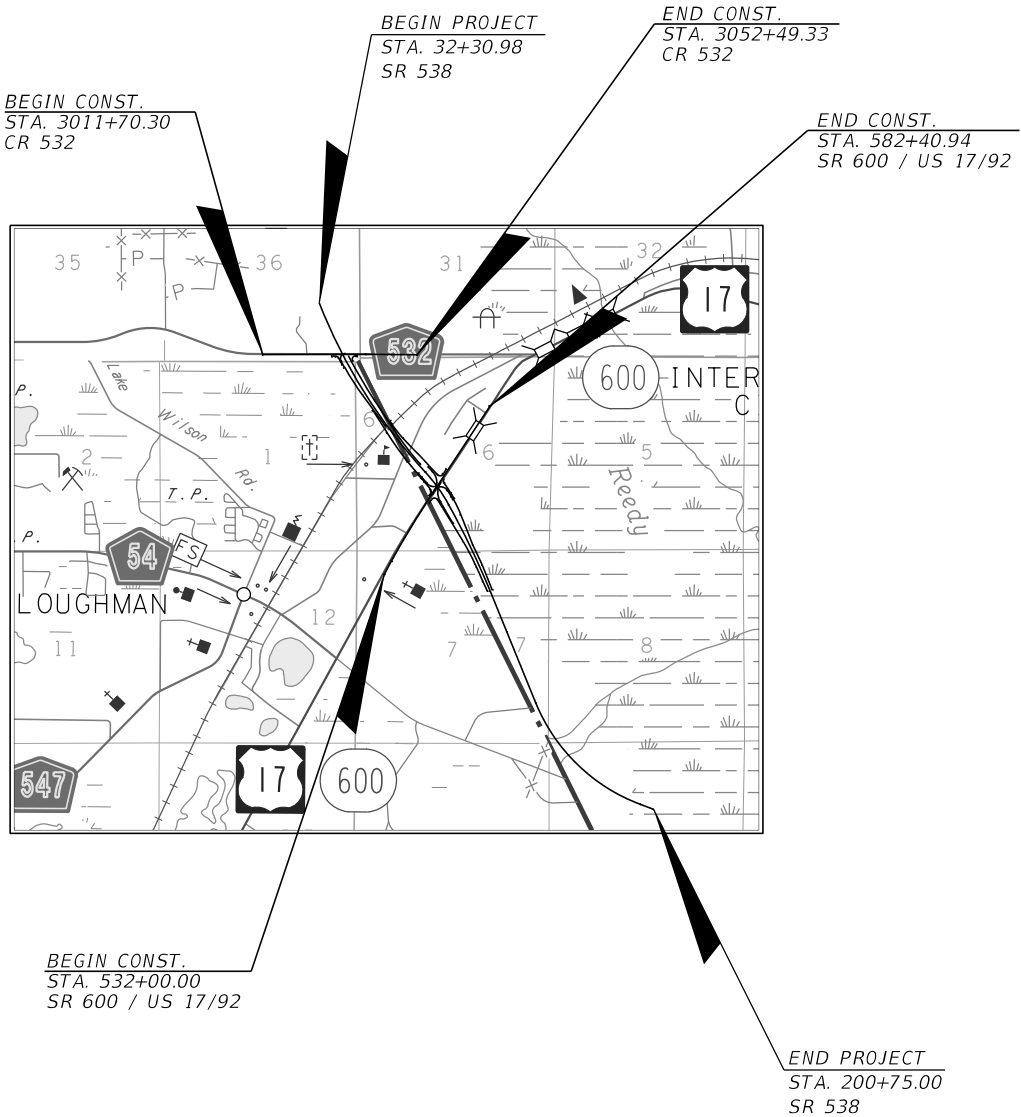 BEGIN PROJECT
STA. 32+30.98
SR 538
END CONST.
STA. 3052+49.33
CR 532
BEGIN CONST.
STA. 3011+70.30
CR 532
END CONST.
STA. 582+40.94
SR 600 / US 17/92
35
P
36
31
32
P
17
532
600
INTER
C
P.
Lake
Wilson
Rd.
6
2
1
6
5
T.P.
Reedy
.P.
54
FS
LOUGHMAN
12
11
7
7
8
547
17
600
BEGIN CONST.
STA. 532+00.00
SR 600 / US 17/92
END PROJECT
STA. 200+75.00
SR 538